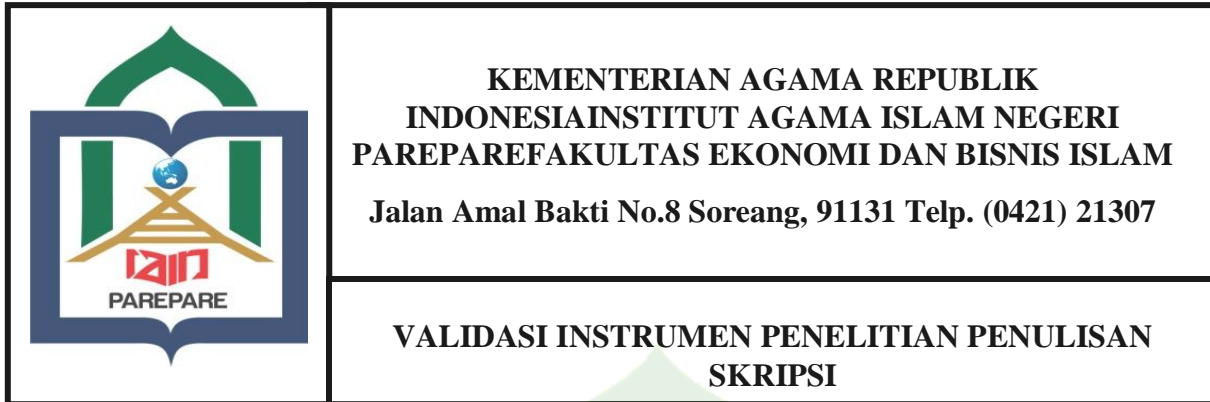 iain
PAREPARE
KEMENTERIAN AGAMA REPUBLIK
INDONESIAINSTITUT AGAMA ISLAM NEGERI
PAREPAREFAKULTAS EKONOMI DAN BISNIS ISLAM
Jalan Amal Bakti No.8 Soreang, 91131 Telp. (0421) 21307
VALIDASI INSTRUMEN PENELITIAN PENULISAN
SKRIPSI